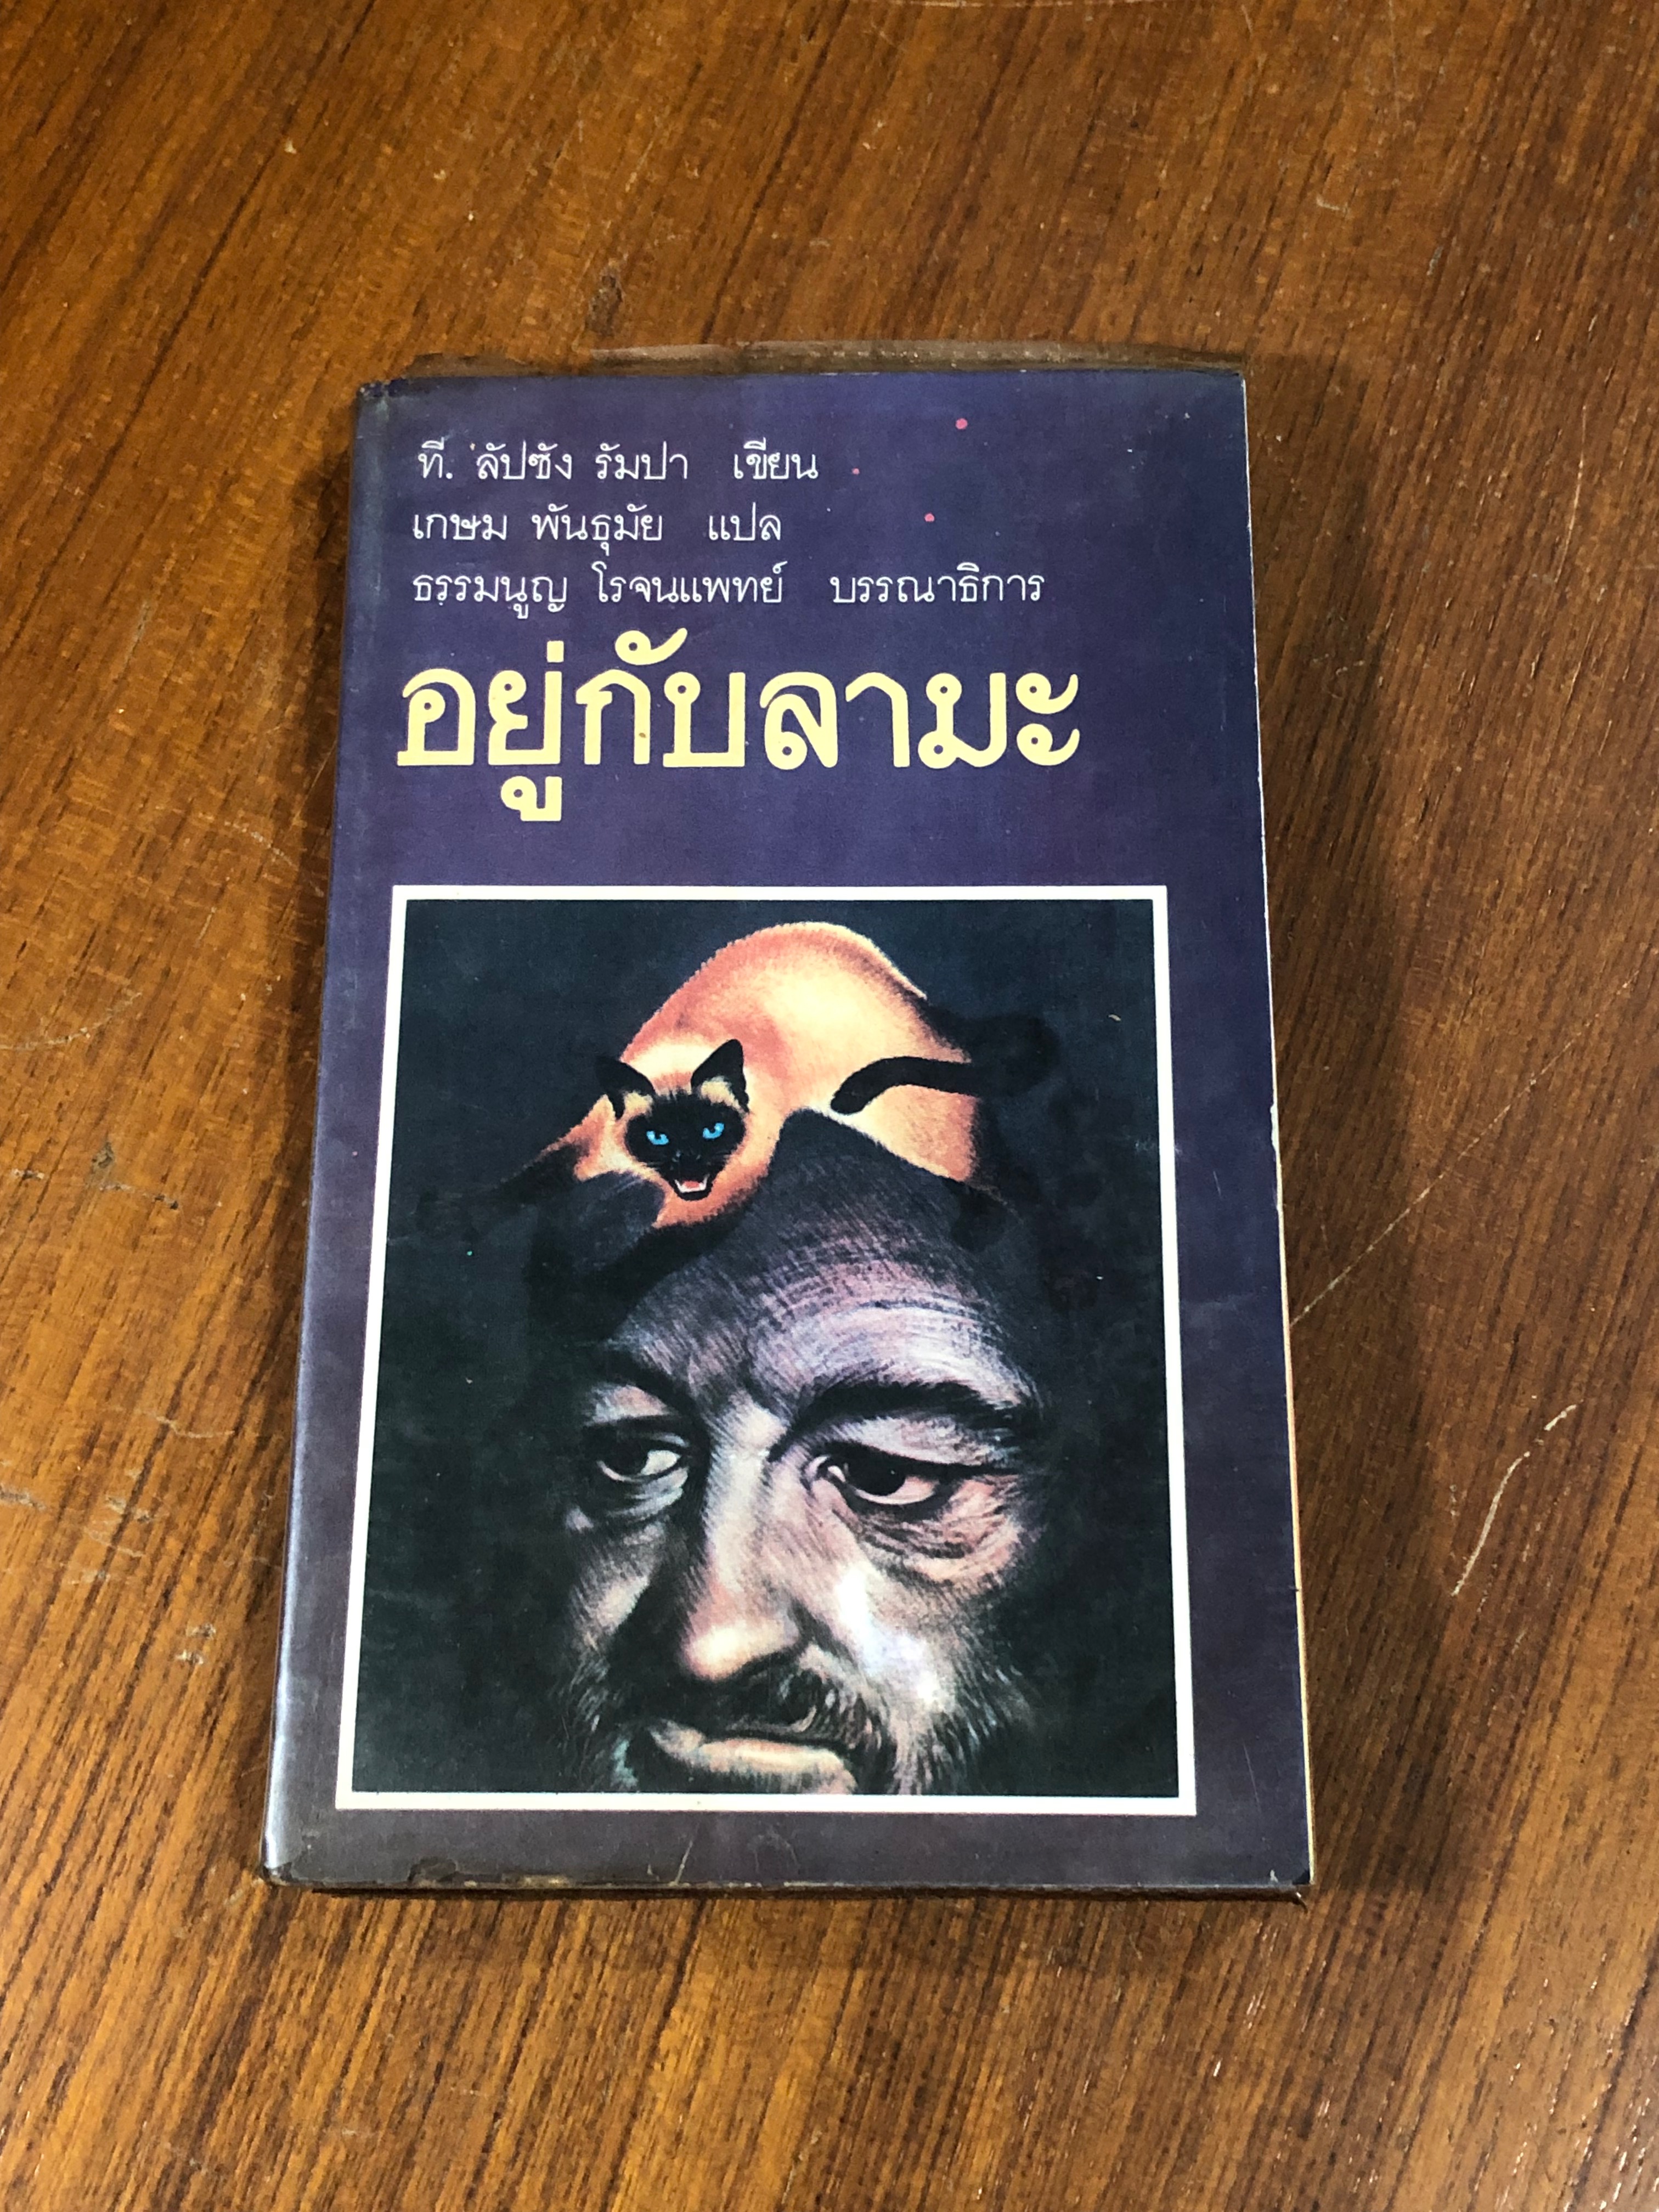 ที. ลัปซัง รัมปา เขียน
เกษม พันธุมัย แปล
ธรรมนูญ โรจนแพทย์ บรรณาธิการ
อยู่กับลามะ